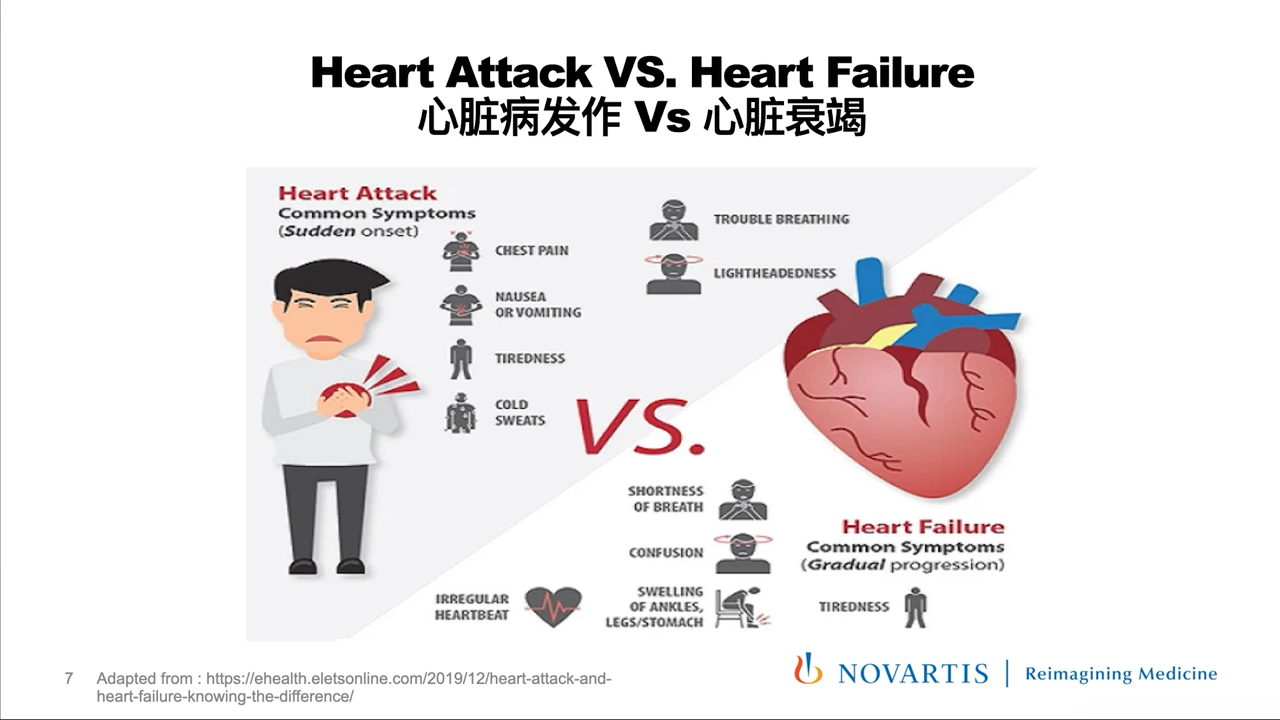 Heart Attack VS. Heart Failure
心脏病发作 Vs 心脏衰竭
Heart Attack
Common Symptoms
(Sudden onset)
CHEST PAIN
NAUSEA
OR VOMITING
TIREDNESS
COLD
SWEATS
TROUBLE BREATHING
LIGHTHEADEDNESS
VS.
SHORTNESS
OF BREATH
CONFUSION
SWELLING
OF ANKLES,
LEGS/STOMACH
IRREGULAR
HEARTBEAT
Heart Failure
Common Symptoms
(Gradual progression)
TIREDNESS
7 Adapted from : https://ehealth.eletsonline.com/2019/12/heart-attack-and-
heart-failure-knowing-the-difference/
NOVARTIS | Reimagining Medicine